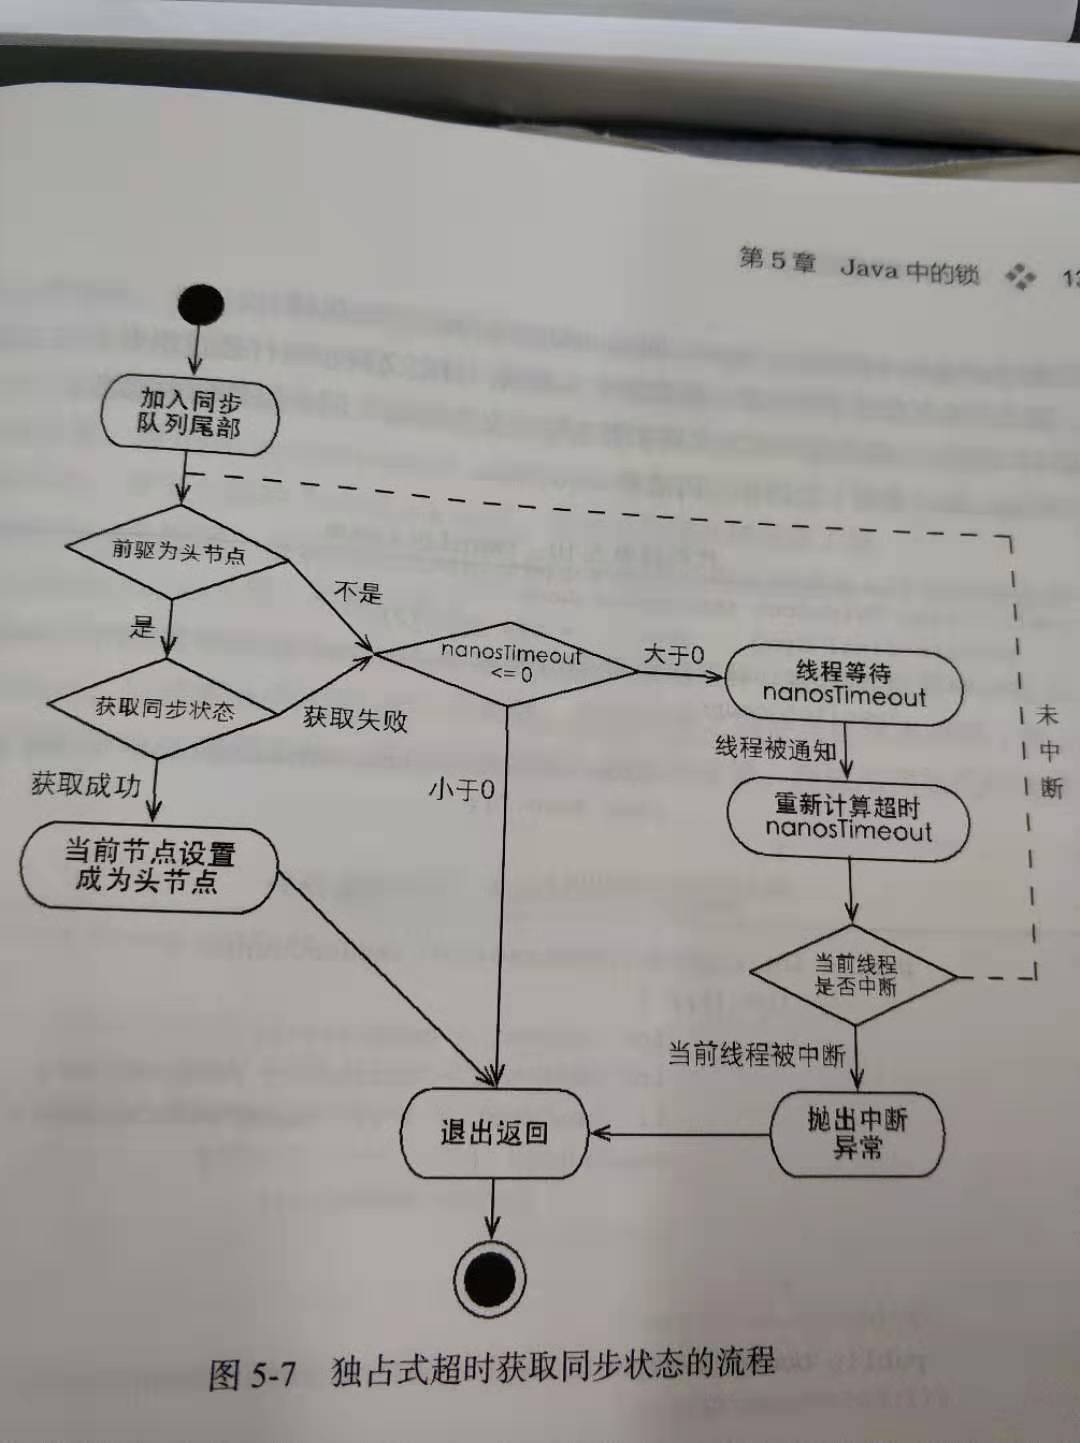 第5章 Java 中的锁
加入同步
队列尾部
前驱为头节点
不是
是
nanosTimeout
<=0
大于0
线程等待
nanosTimeout
获取同步状态
获取失败
未
中
断
线程被通知
获取成功
小于0
重新计算超时
nanosTimeout
当前节点设置
成为头节点
当前线程
是否中断
当前线程被中断
退出返回
抛出中断
异常
图 5-7 独占式超时获取同步状态的流程